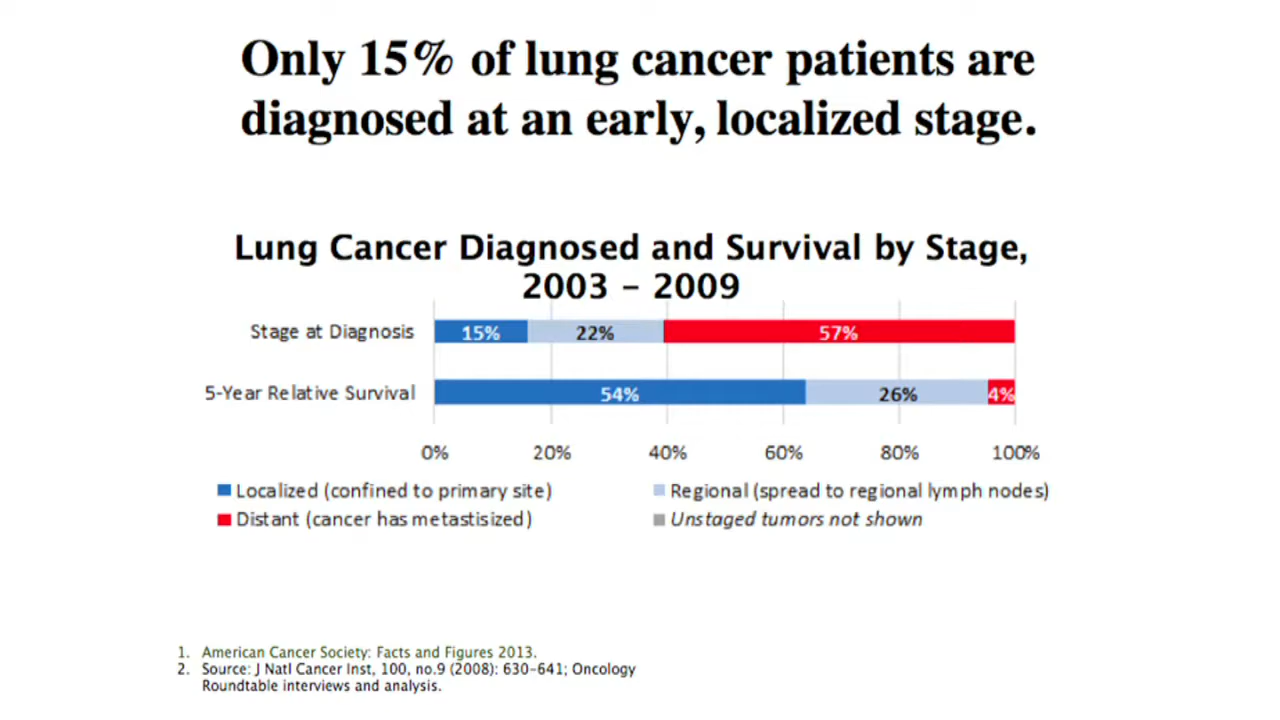 Only 15% of lung cancer patients are
diagnosed at an early, localized stage.
Lung Cancer Diagnosed and Survival by Stage,
2003 – 2009
Stage at Diagnosis 15% 22% 57%
5-Year Relative Survival 54% 26% 4%
0% 20% 40% 60% 80% 100%
Localized (confined to primary site) Regional (spread to regional lymph nodes)
Distant (cancer has metastisized) Unstaged tumors not shown
1. American Cancer Society: Facts and Figures 2013.
2. Source: J Natl Cancer Inst, 100, no.9 (2008): 630–641; Oncology
Roundtable interviews and analysis.